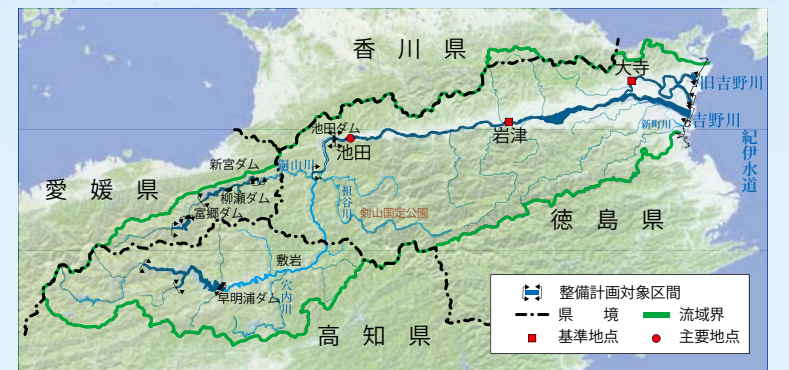 香川県
大寺
旧吉野川
吉野川
新町川
紀伊水道
岩津
池田ダム
池田
新宮ダム
銅山川
愛媛県
柳瀬ダム
富郷ダム
祖谷川
剣山国定公園
徳島県
敷岩
穴内川
早明浦ダム
高知県
整備計画対象区間
県境
流域界
基準地点
主要地点